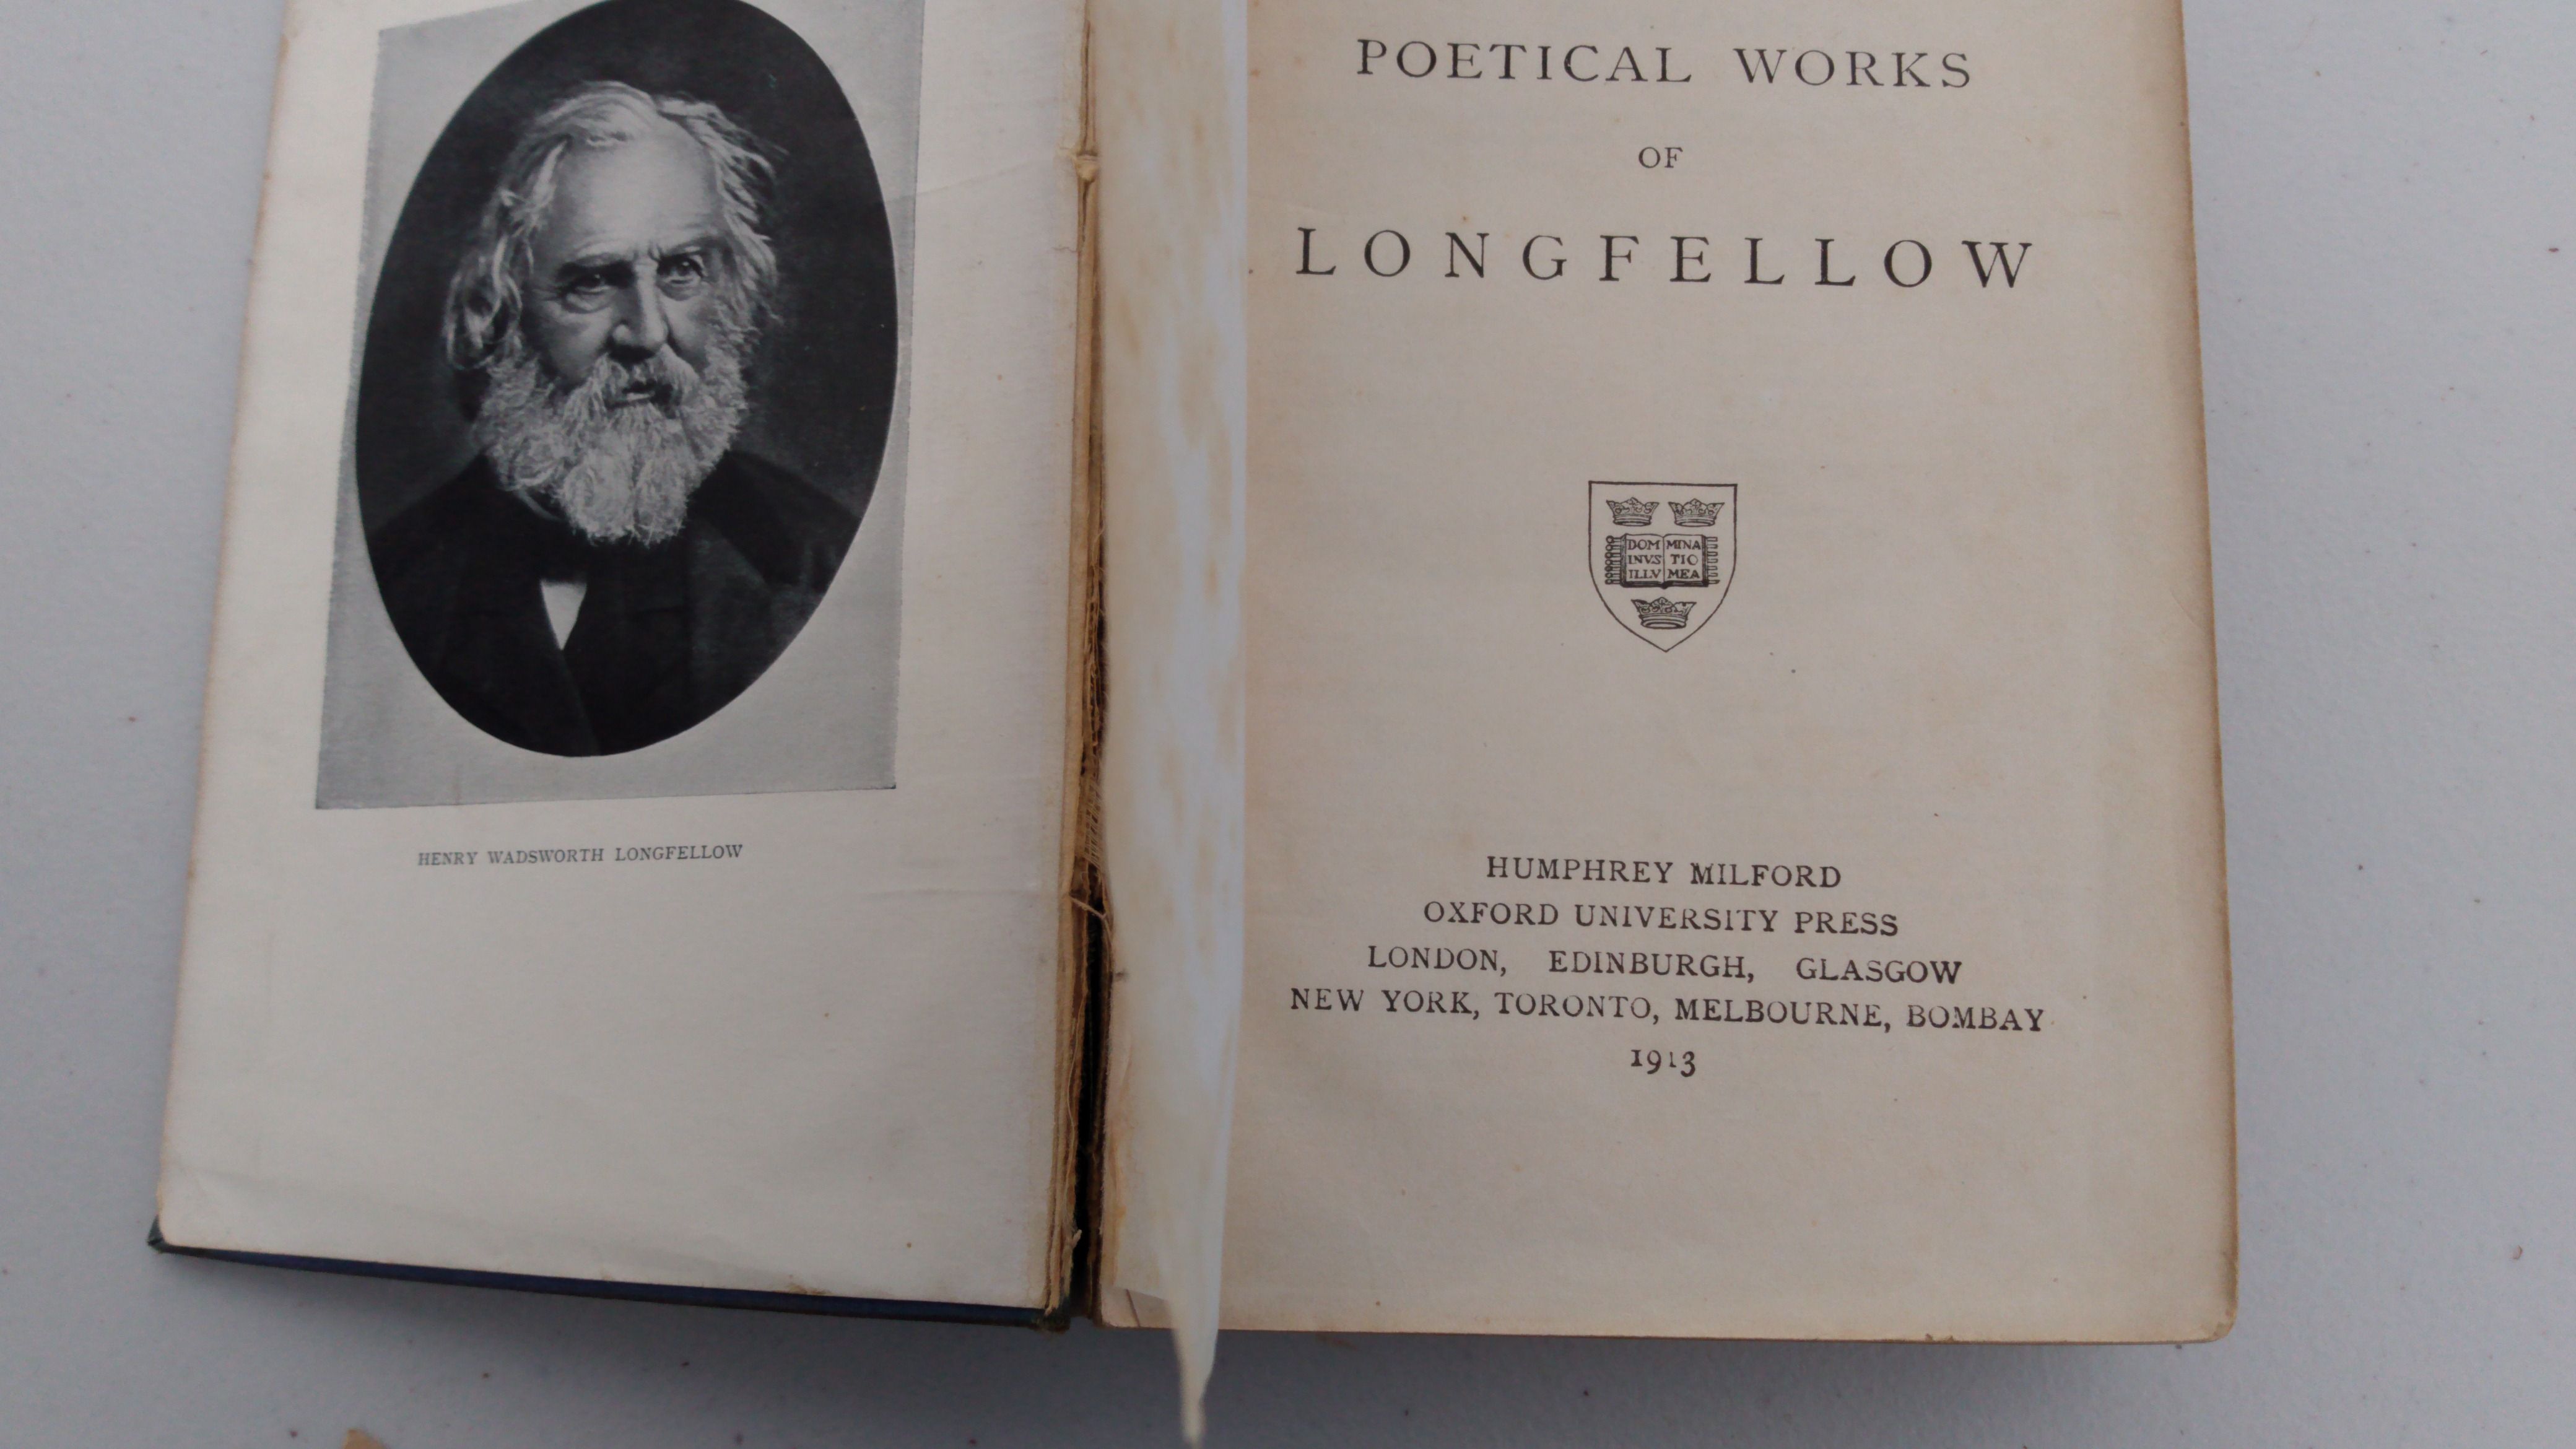 HENRY WADSWORTH LONGFELLOW
POETICAL WORKS
OF
LONGFELLOW
DOM MINA
INVS TIO
ILLV MEA
HUMPHREY MILFORD
OXFORD UNIVERSITY PRESS
LONDON, EDINBURGH, GLASGOW
NEW YORK, TORONTO, MELBOURNE, BOMBAY
1913